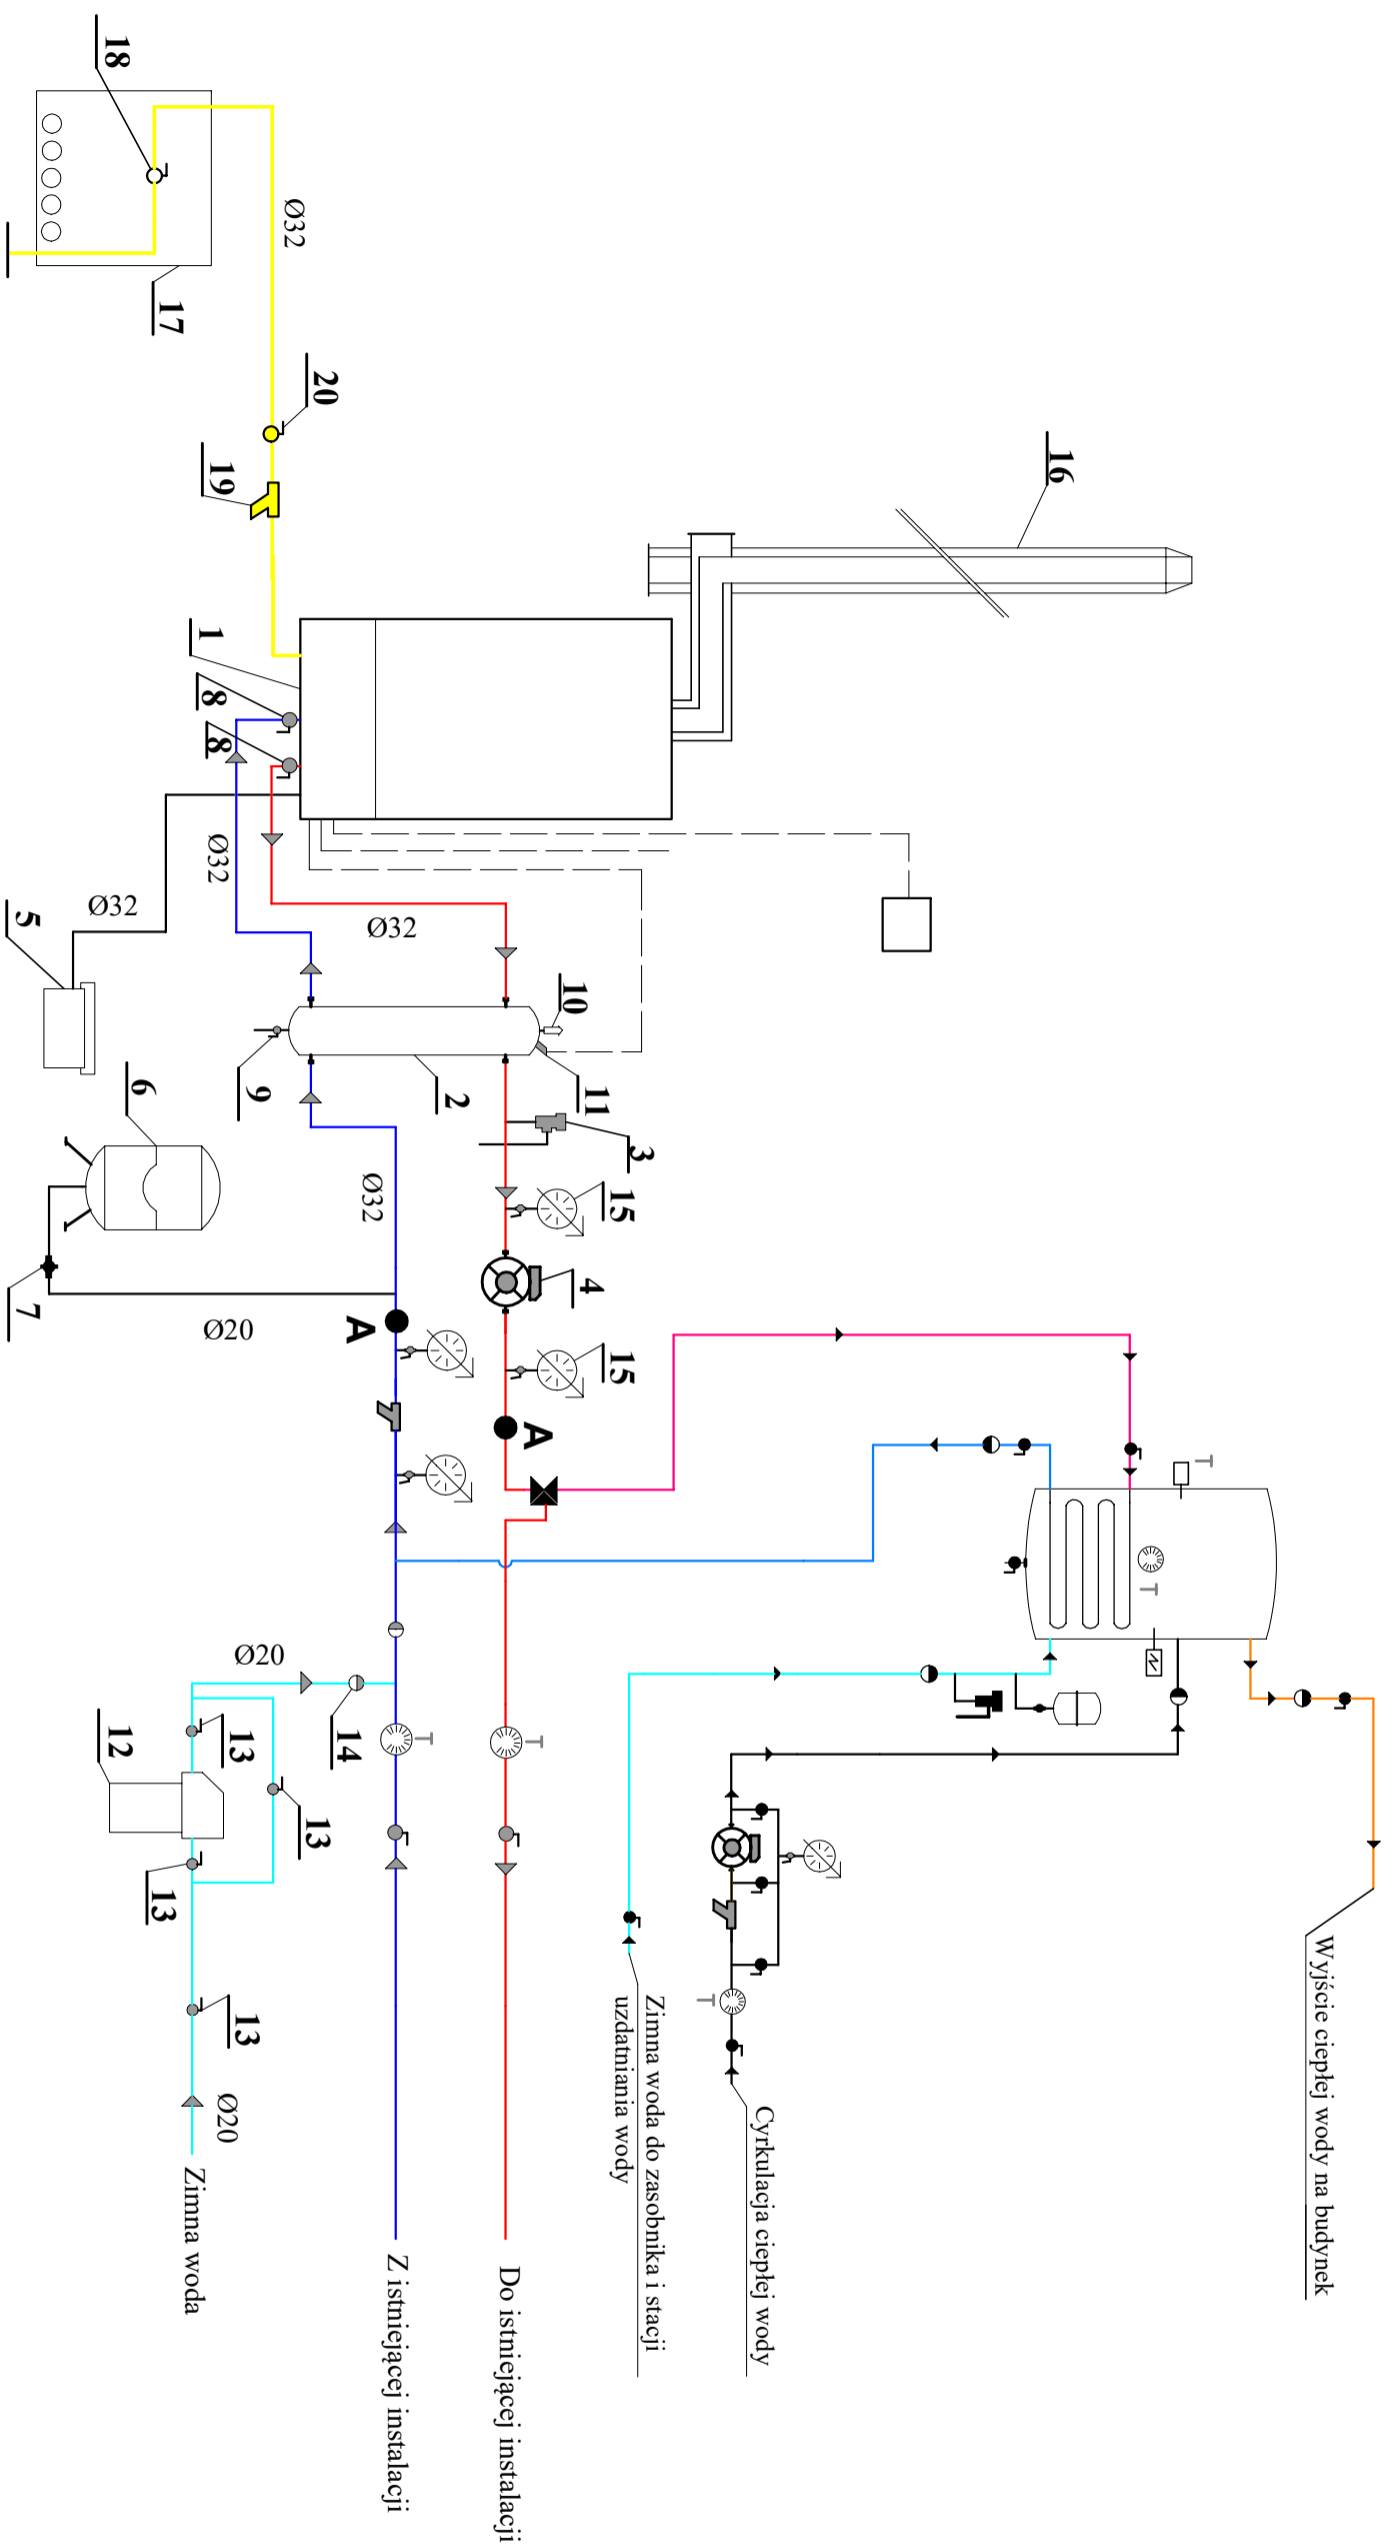 Wyjście ciepłej wody na budynek
T
T
16
Cyrkulacja ciepłej wody
T
Zimna woda do zasobnika i stacji
uzdatniania wody
3
15
15
11
4
10
A
T
Do istniejącej instalacji
2
T
Z istniejącej instalacji
Ø32
Ø32
A
14
20
13
Ø32
9
Ø20
13
13
Ø20
Ø20
19
8
8
Ø32
1
Zimna woda
17
13
6
18
12
Ø32
5
7